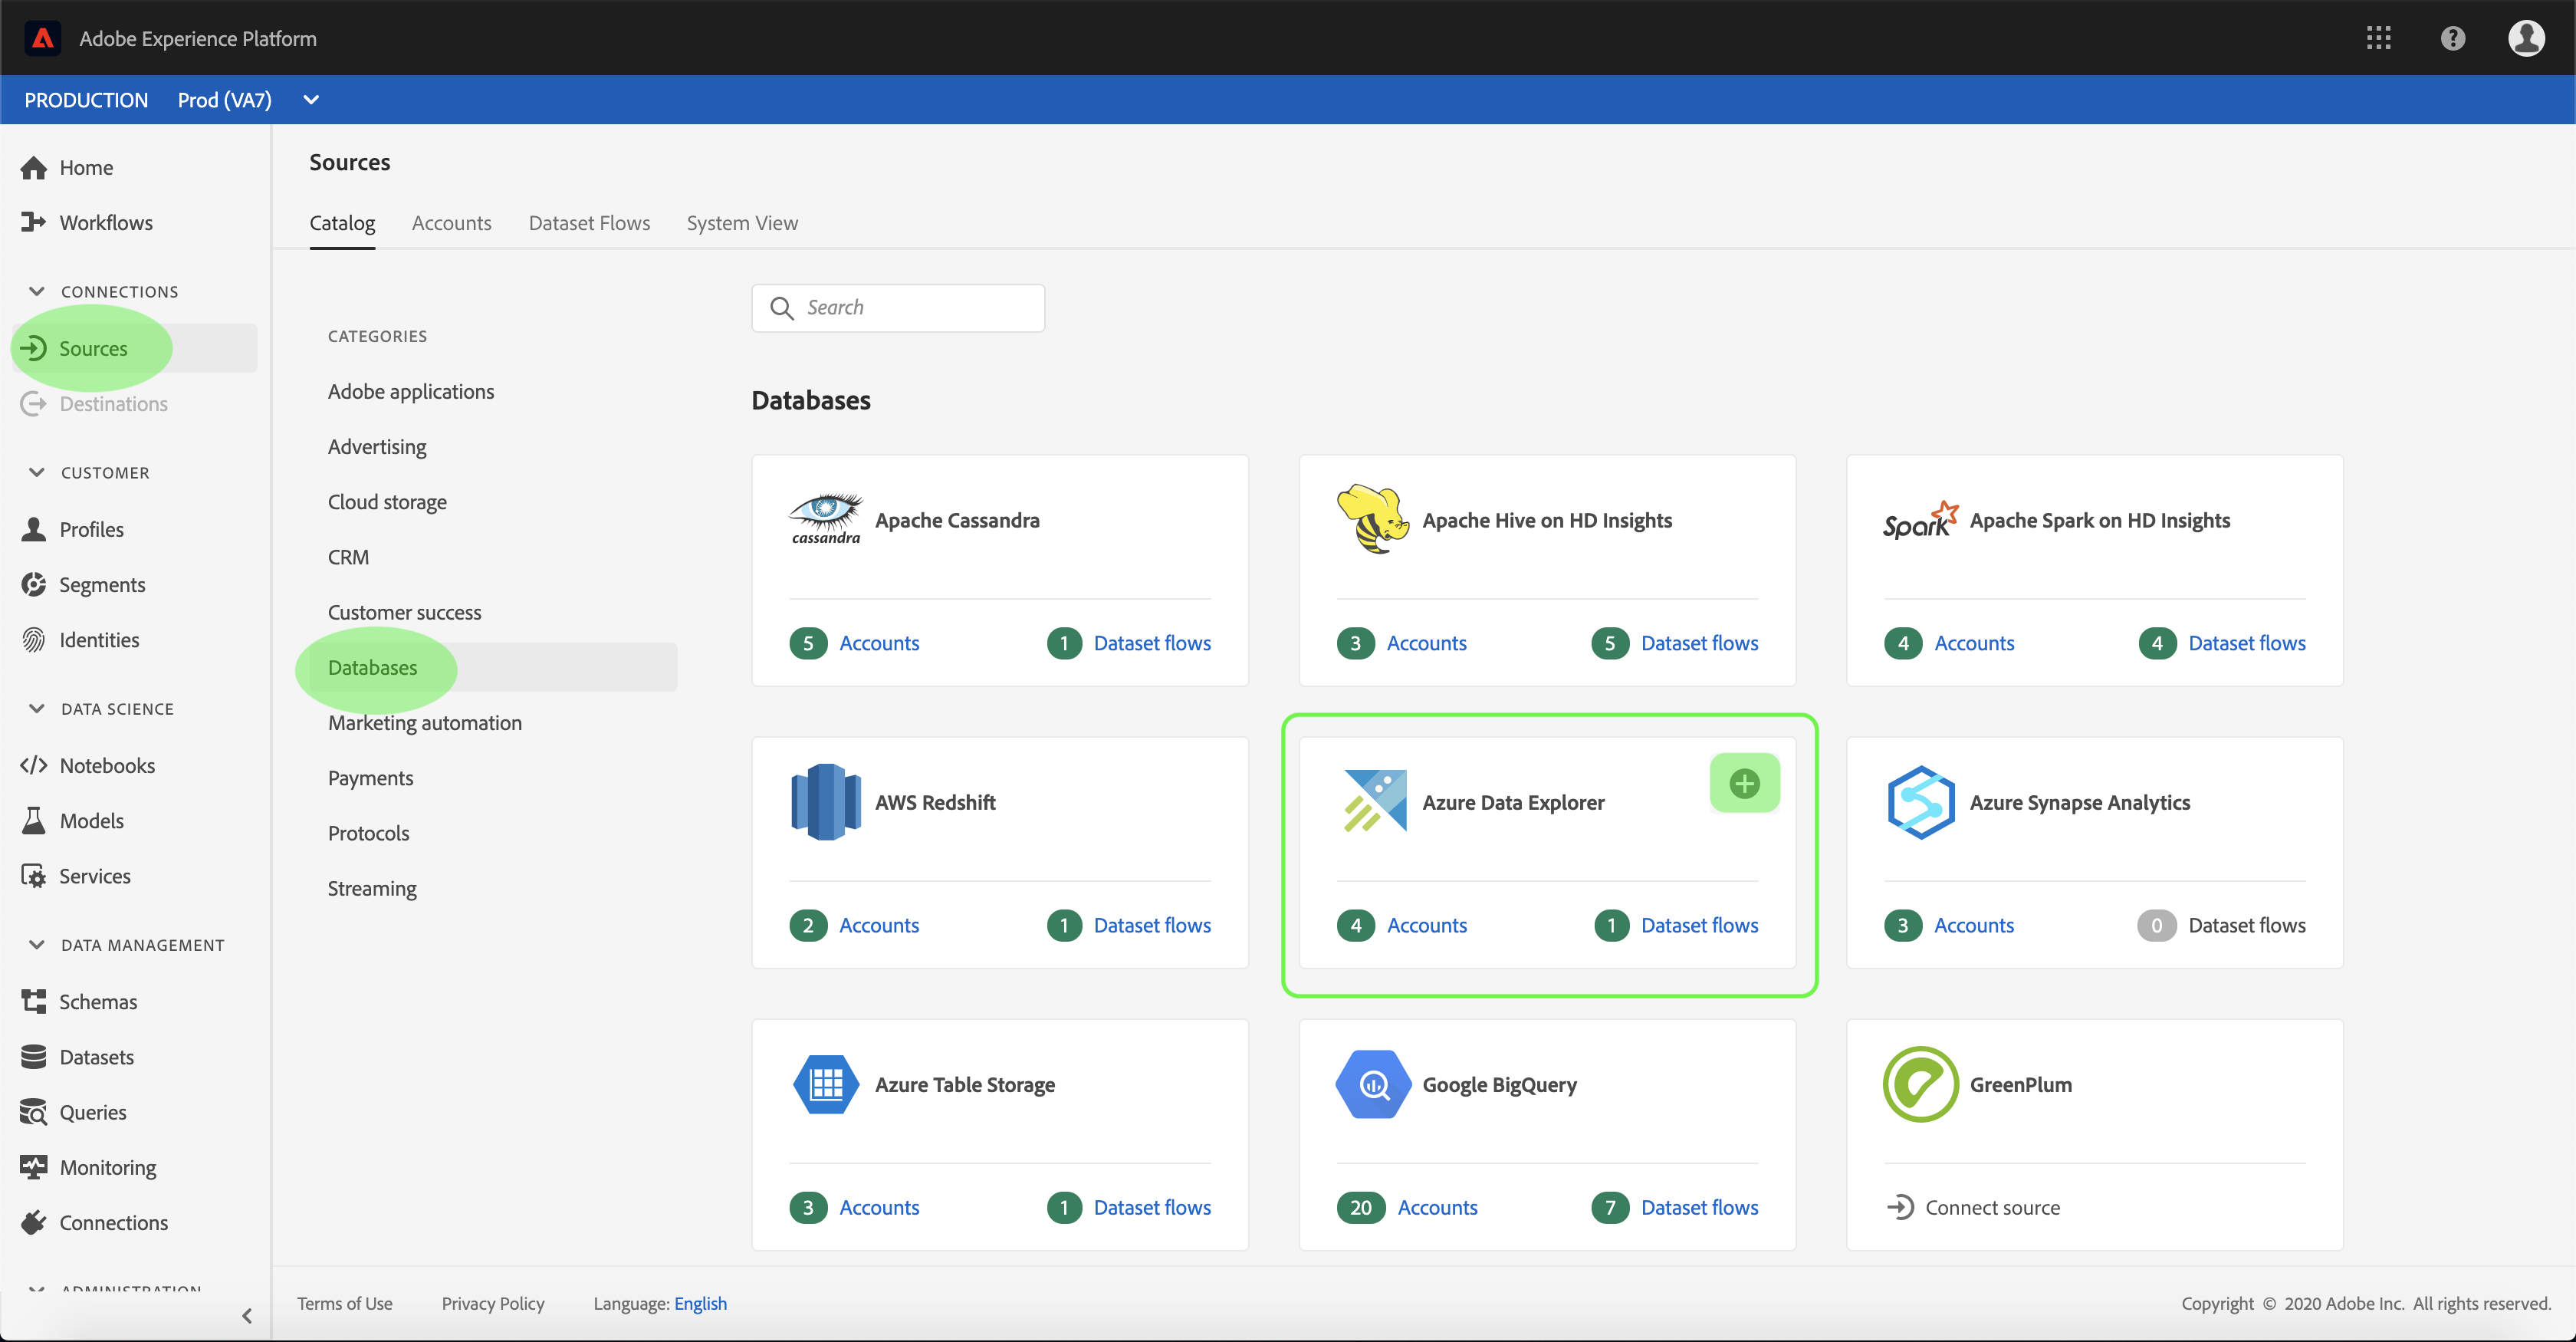 Adobe Experience Platform
PRODUCTION Prod (VA7)
Home
Workflows
CONNECTIONS
Sources
Destinations
CUSTOMER
Profiles
Segments
Identities
DATA SCIENCE
Notebooks
Models
Services
DATA MANAGEMENT
Schemas
Datasets
Queries
Monitoring
Connections
ADMINISTRATION
Sources
Catalog Accounts Dataset Flows System View
CATEGORIES
Adobe applications
Advertising
Cloud storage
CRM
Customer success
Databases
Marketing automation
Payments
Protocols
Streaming
Search
Databases
cassandra
Apache Cassandra
5 Accounts 1 Dataset flows
Apache Hive on HD Insights
3 Accounts 5 Dataset flows
Spark
Apache Spark on HD Insights
4 Accounts 4 Dataset flows
AWS Redshift
2 Accounts 1 Dataset flows
Azure Data Explorer
4 Accounts 1 Dataset flows
Azure Synapse Analytics
3 Accounts 0 Dataset flows
Azure Table Storage
3 Accounts 1 Dataset flows
Google BigQuery
20 Accounts 7 Dataset flows
GreenPlum
Connect source
Terms of Use Privacy Policy Language: English
Copyright © 2020 Adobe Inc. All rights reserved.